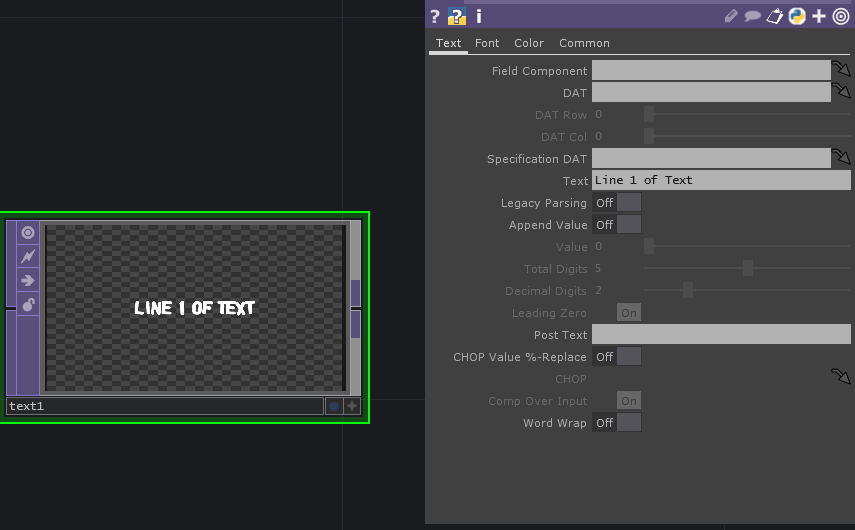 ? ? i
Text Font Color Common
Field Component
DAT
DAT Row 0
DAT Col 0
Specification DAT
Text Line 1 of Text
Legacy Parsing Off
Append Value Off
Value 0
Total Digits 5
Decimal Digits 2
Leading Zero On
Post Text
CHOP Value %-Replace Off
CHOP
Comp Over Input On
Word Wrap Off
LINE 1 OF TEXT
text1